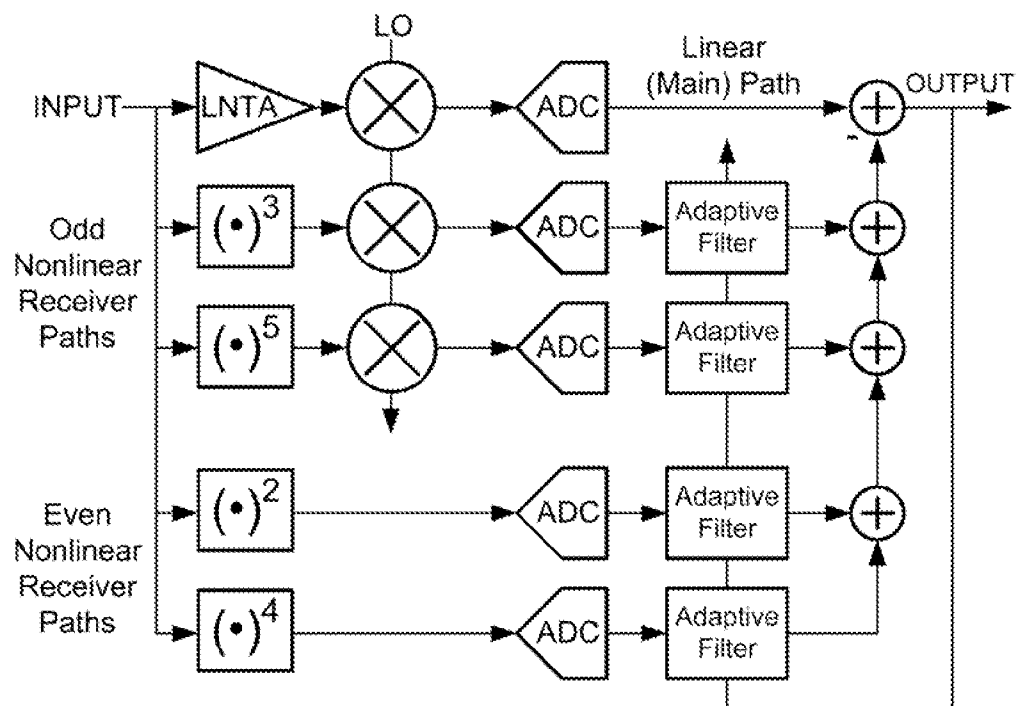 LO
INPUT
LNTA
ADC
Linear
(Main) Path
+
OUTPUT
-
Odd
Nonlinear
Receiver
Paths
(•)3
ADC
Adaptive
Filter
+
(•)5
ADC
Adaptive
Filter
+
Even
Nonlinear
Receiver
Paths
(•)2
ADC
Adaptive
Filter
+
(•)4
ADC
Adaptive
Filter